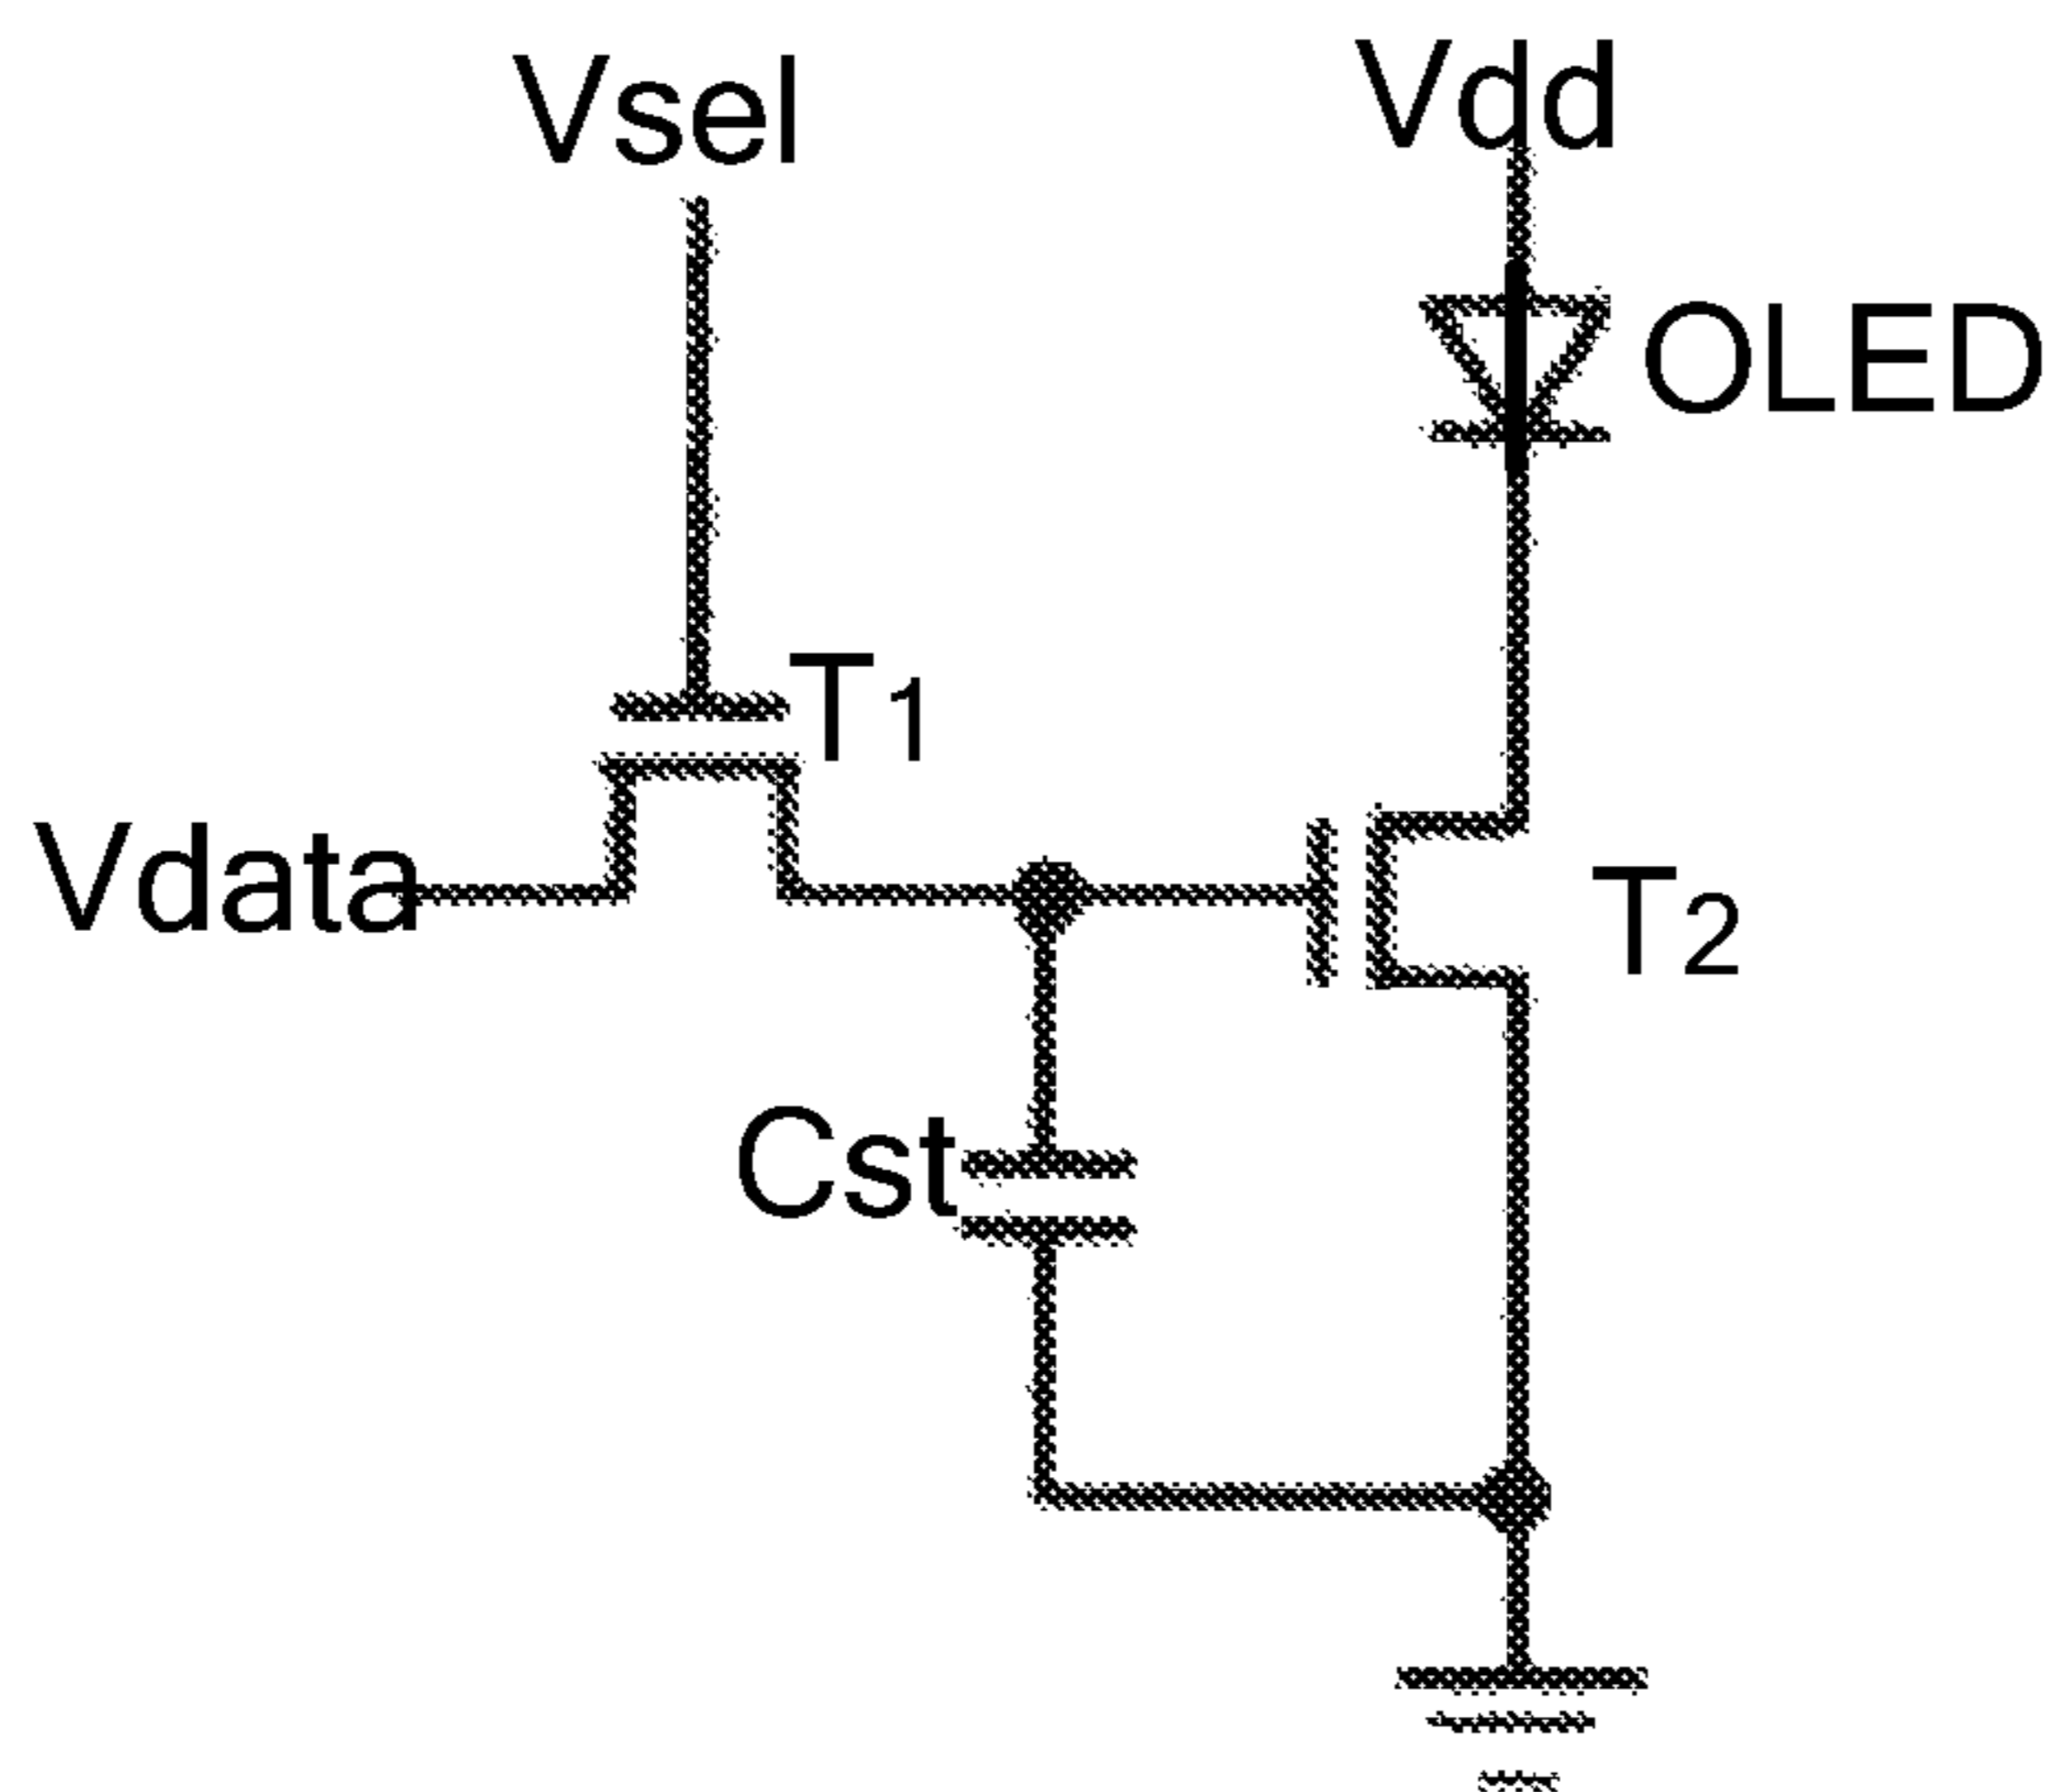 Vsel
Vdd
OLED
T1
Vdata
T2
Cst